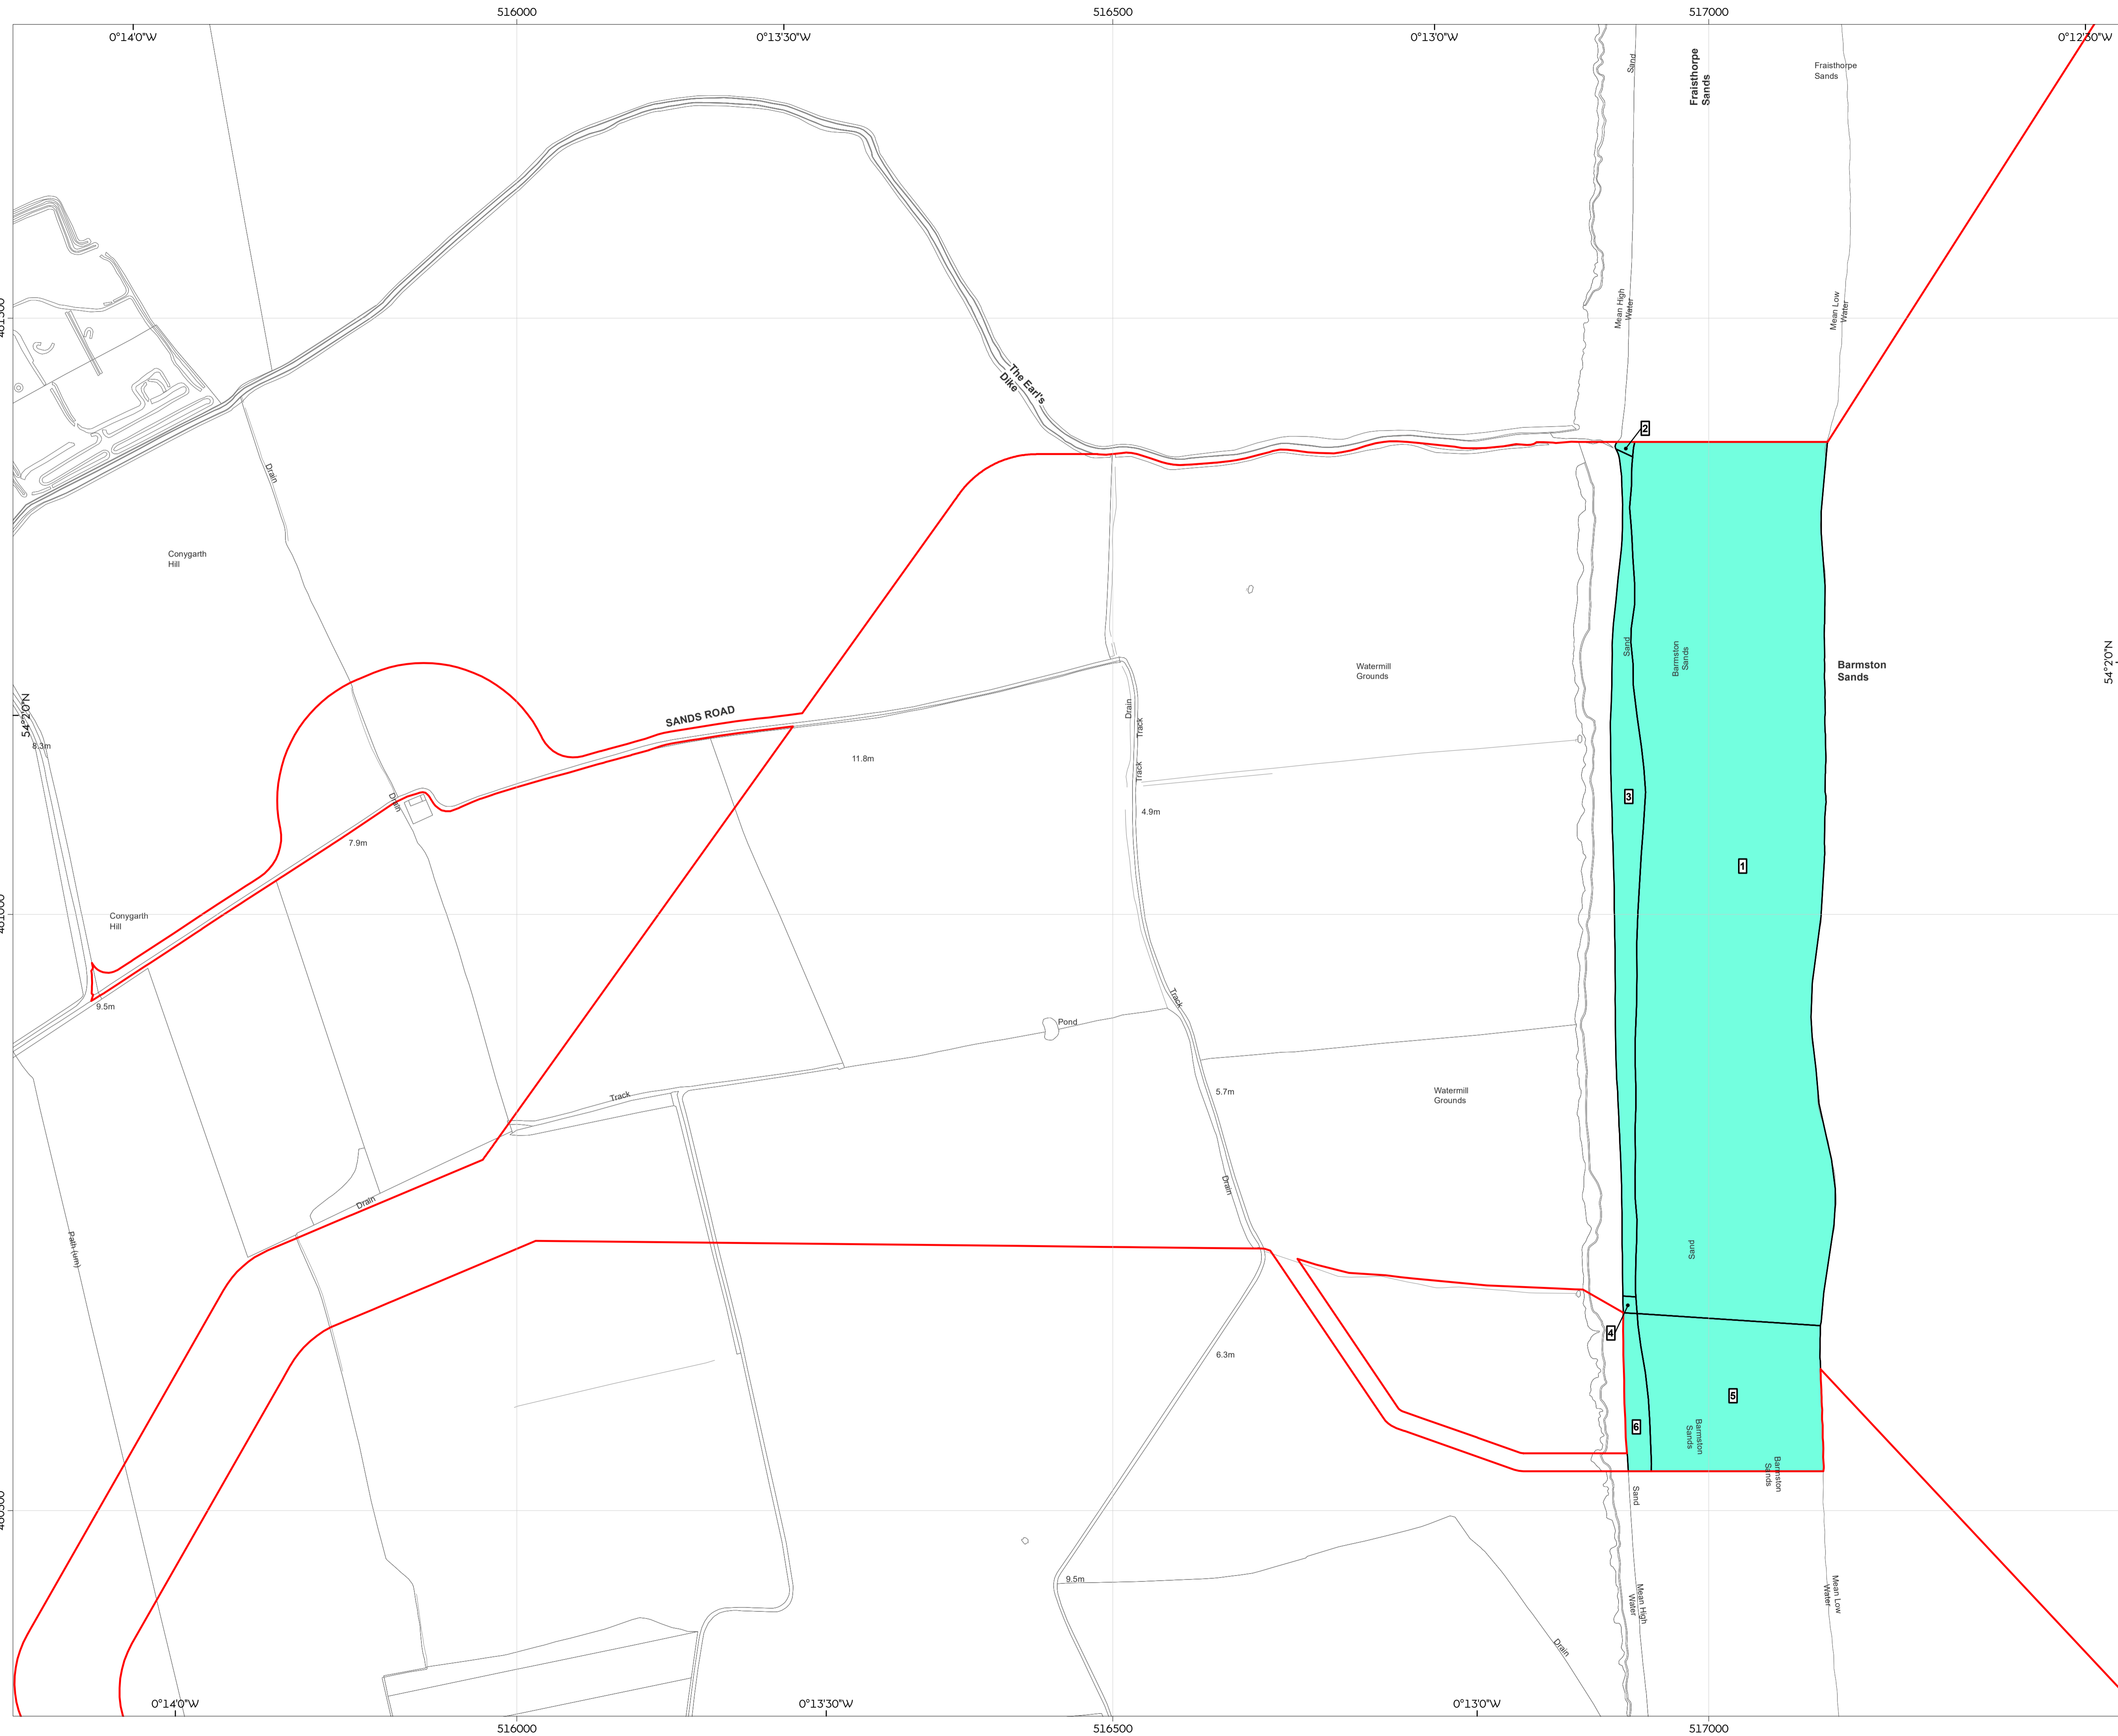 516000
516500
517000
0°14'0"W
0°13'30"W
0°13'0"W
0°12'30"W
Sand
Fraisthorpe
Sands
Fraisthorpe
Sands
Mean High
Water
Mean Low
Water
The Earl's
Dike
2
Drain
Conygarth
Hill
Sand
Barmston
Sands
Watermill
Grounds
Barmston
Sands
54°2'0"N
54°2'0"N
8.3m
SANDS ROAD
Drain
Track
11.8m
Track
Drain
3
4.9m
7.9m
1
481000
Conygarth
Hill
9.5m
Track
Pond
Track
5.7m
Watermill
Grounds
Drain
Drain
Path (um)
Sand
4
6.3m
5
6
Barmston
Sands
Barmston
Sands
Sand
9.5m
Mean High
Water
Mean Low
Water
Drain
0°14'0"W
0°13'30"W
0°13'0"W
516000
516500
517000